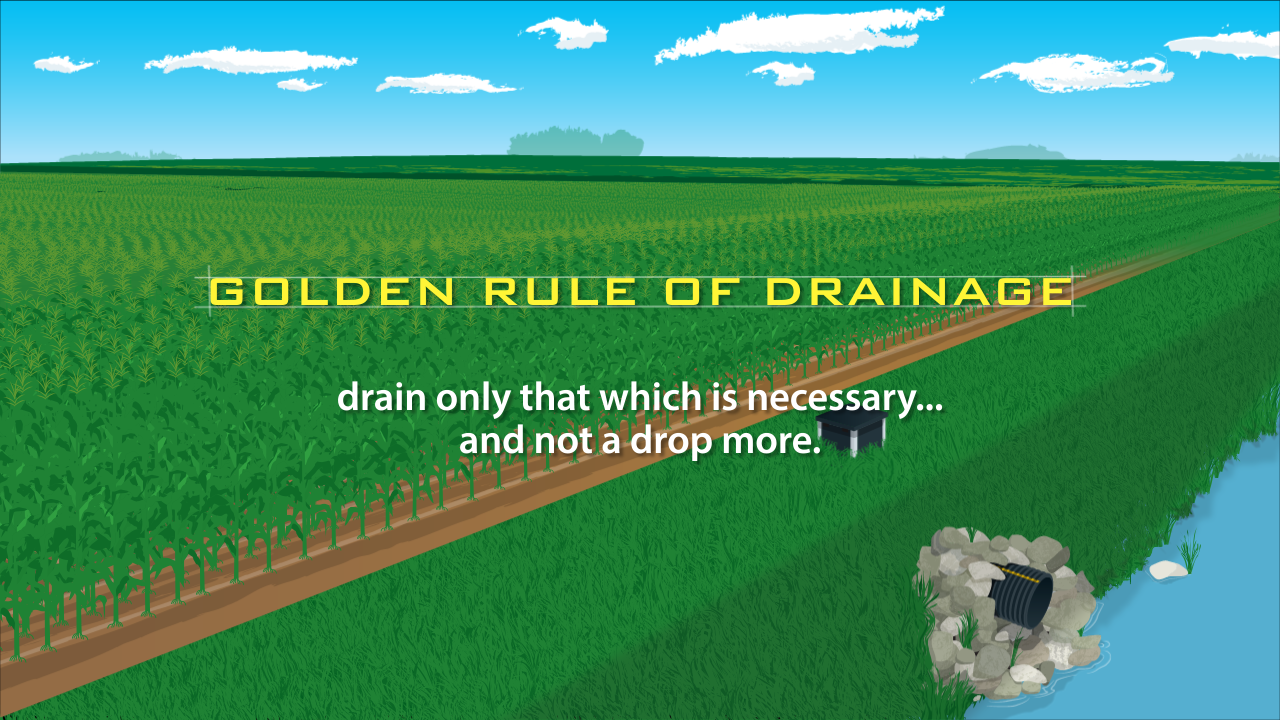 GOLDEN RULE OF DRAINAGE
drain only that which is necessary...
and not a drop more.